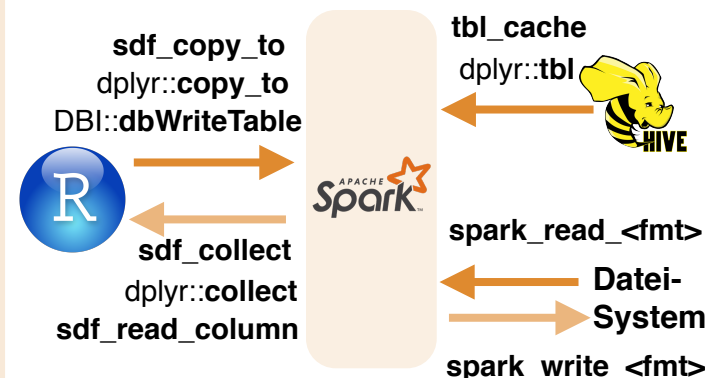 sdf_copy_to
dplyr::copy_to
DBI::dbWriteTable
R
sdf_collect
dplyr::collect
sdf_read_column
APACHE
Spark™
tbl_cache
dplyr::tbl
HIVE
spark_read_<fmt>
Datei-
System
spark_write_<fmt>